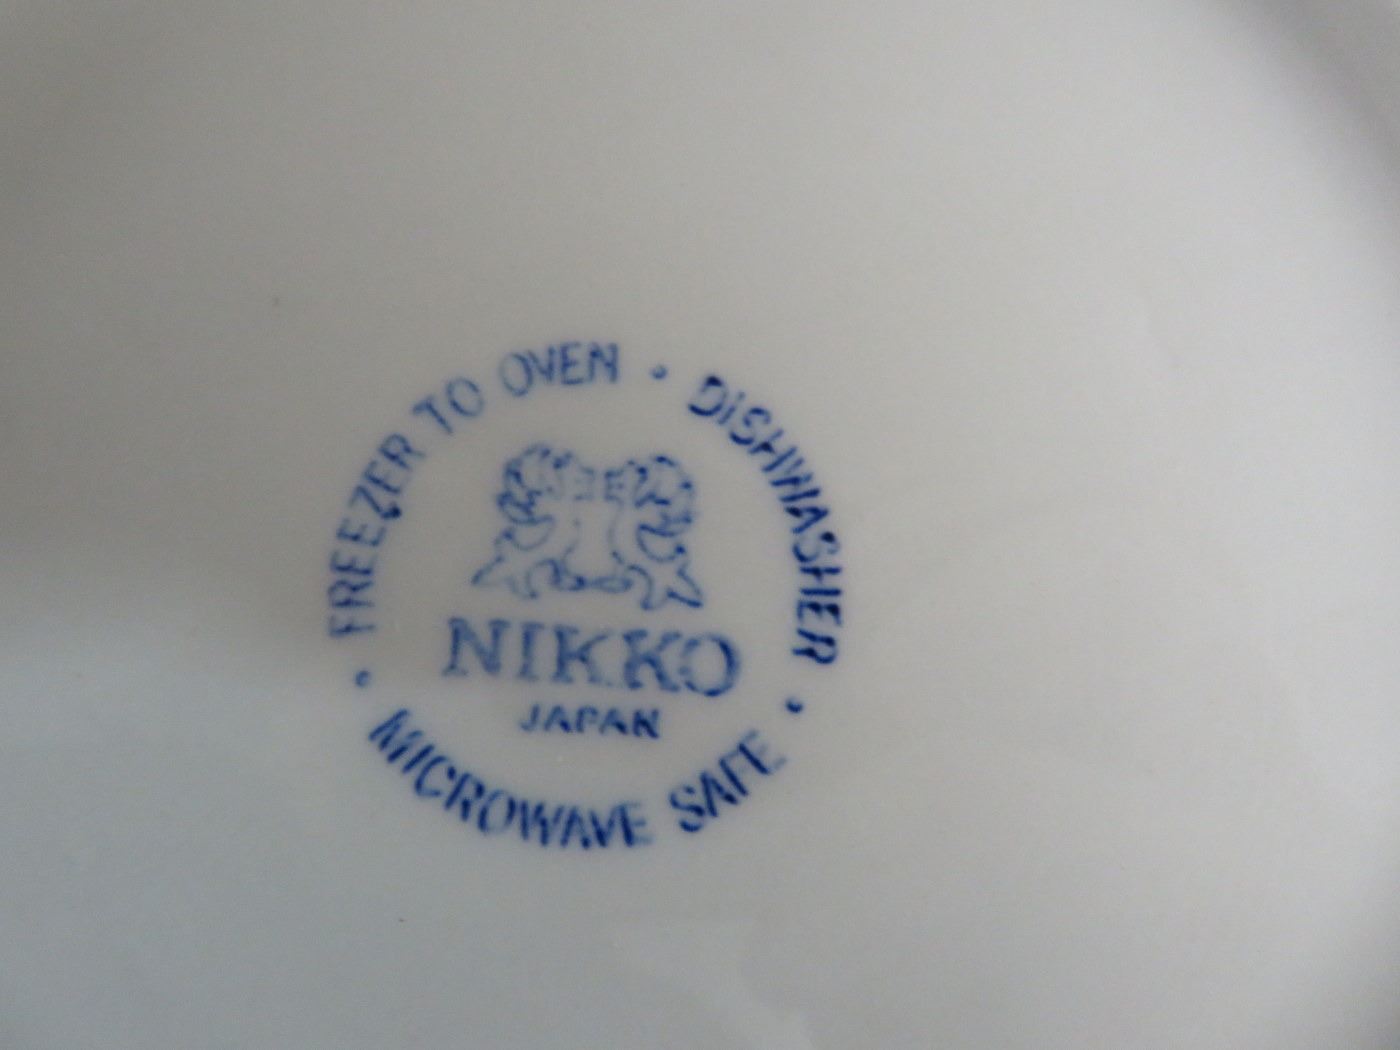 FREEZER TO OVEN • DISHWASHER •
NIKKO
JAPAN
MICROWAVE SAFE •